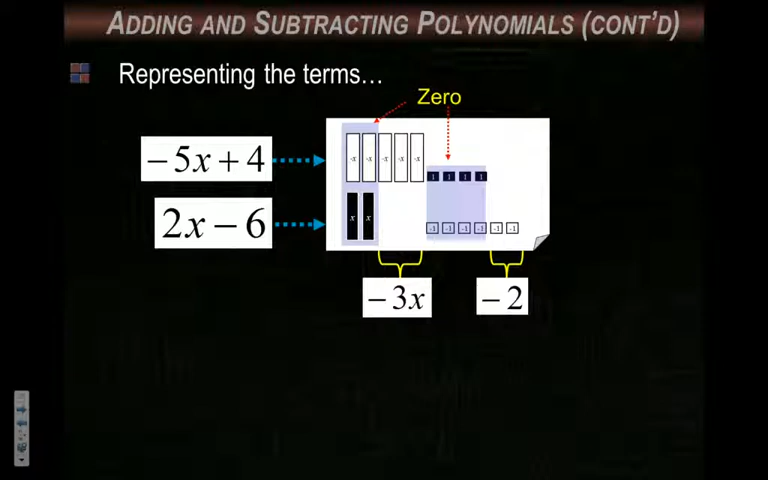 ADDING AND SUBTRACTING POLYNOMIALS (CONT'D)
Representing the terms…
Zero
−5x + 4
-x -x -x -x -x
1 1 1 1
2x − 6
x x
-1 -1 -1 -1 -1 -1
−3x
−2